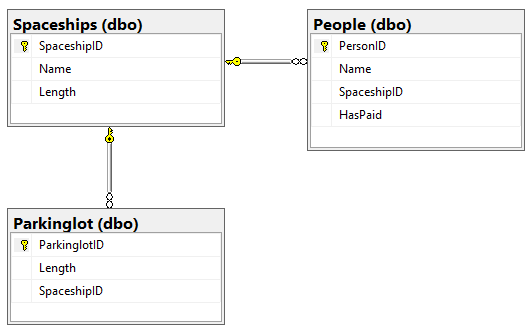 Spaceships (dbo)
SpaceshipID
Name
Length
People (dbo)
PersonID
Name
SpaceshipID
HasPaid
Parkinglot (dbo)
ParkinglotID
Length
SpaceshipID